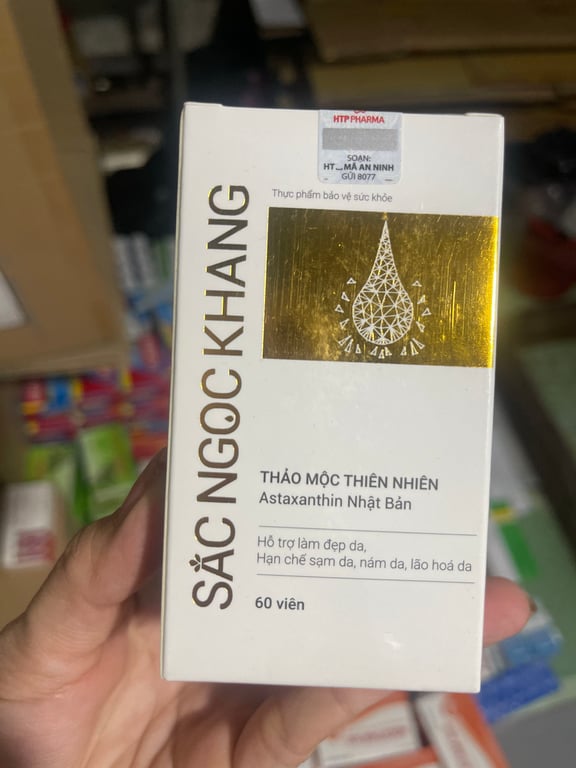 HTP PHARMA
SOẠN:
HT MÃ AN NINH
GỬI 8077
Thực phẩm bảo vệ sức khỏe
SẮC NGỌC KHANG
THẢO MỘC THIÊN NHIÊN
Astaxanthin Nhật Bản
Hỗ trợ làm đẹp da,
Hạn chế sạm da, nám da, lão hoá da
60 viên